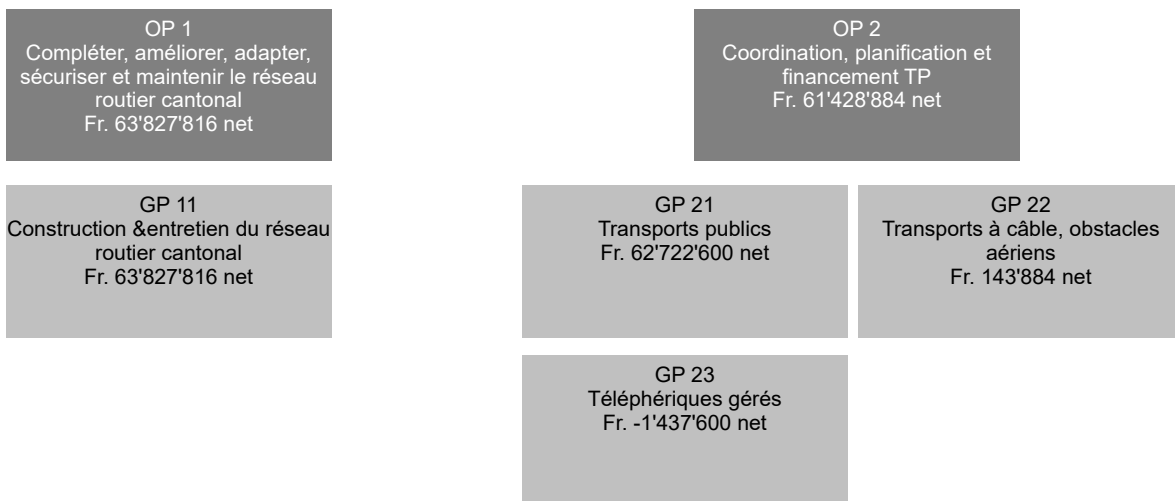 OP 1
Compléter, améliorer, adapter,
sécuriser et maintenir le réseau
routier cantonal
Fr. 63'827'816 net
OP 2
Coordination, planification et
financement TP
Fr. 61'428'884 net
GP 11
Construction &entretien du réseau
routier cantonal
Fr. 63'827'816 net
GP 21
Transports publics
Fr. 62'722'600 net
GP 22
Transports à câble, obstacles
aériens
Fr. 143'884 net
GP 23
Téléphériques gérés
Fr. -1'437'600 net